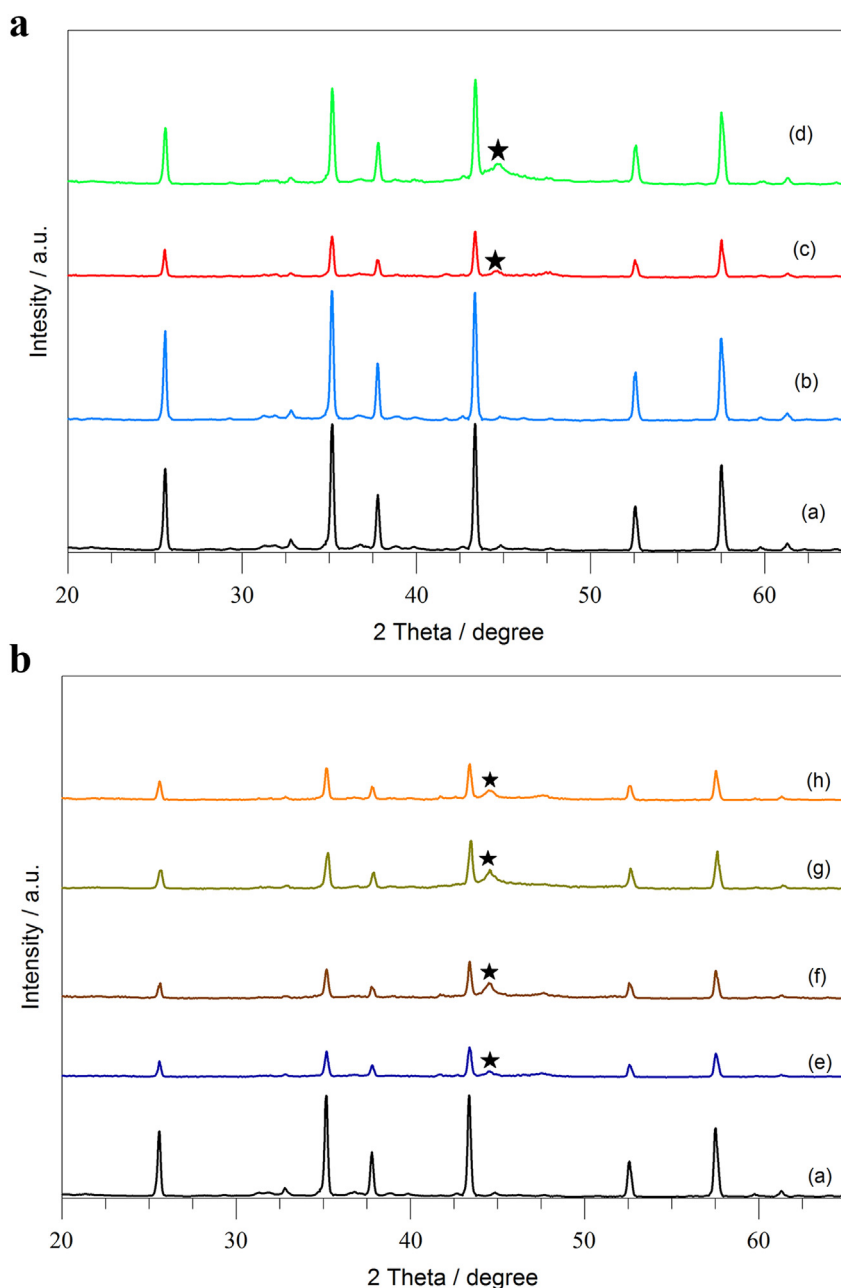 a
(d)
(c)
(b)
(a)
Intesity / a.u.
20 30 40 50 60
2 Theta / degree
b
(h)
(g)
(f)
(e)
(a)
Intensity / a.u.
20 30 40 50 60
2 Theta / degree